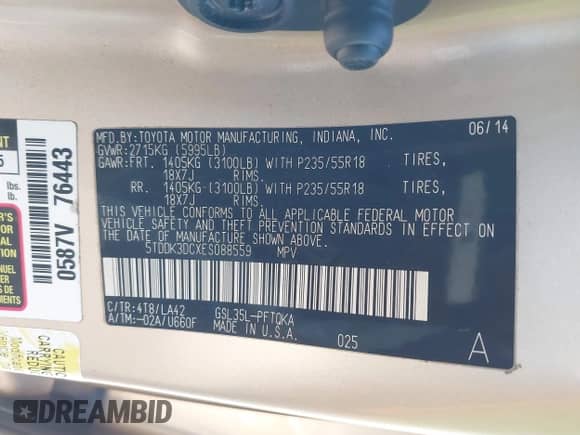 MFD.BY:TOYOTA MOTOR MANUFACTURING, INDIANA, INC. 06/14
GVWR:2715KG (5995LB)
GAWR:FRT. 1405KG (3100LB) WITH P235/55R18 TIRES,
18X7J RIMS.
RR. 1405KG (3100LB) WITH P235/55R18 TIRES,
18X7J RIMS.
THIS VEHICLE CONFORMS TO ALL APPLICABLE FEDERAL MOTOR
VEHICLE SAFETY AND THEFT PREVENTION STANDARDS IN EFFECT ON
THE DATE OF MANUFACTURE SHOWN ABOVE.
5TDDK3DCXES088559 MPV
C/TR:4T8/LA42 GSL35L-PFTQKA
A/TM:-02A/U660F MADE IN U.S.A. 025 A
0587V 76443
lbs.
lb.
CARRYIN
DREAMBID